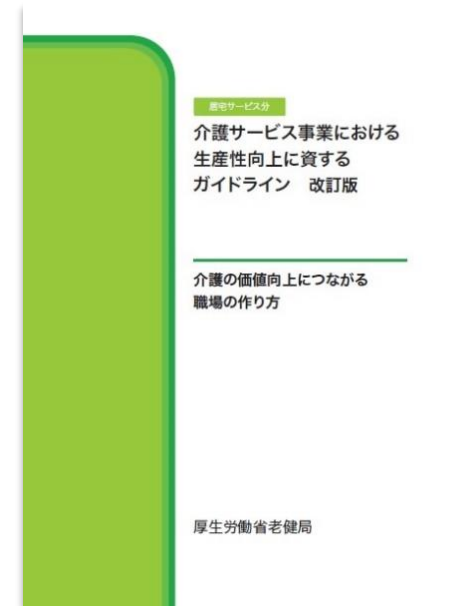 居宅サービス分
介護サービス事業における
生産性向上に資する
ガイドライン　改訂版
介護の価値向上につながる
職場の作り方
厚生労働省老健局